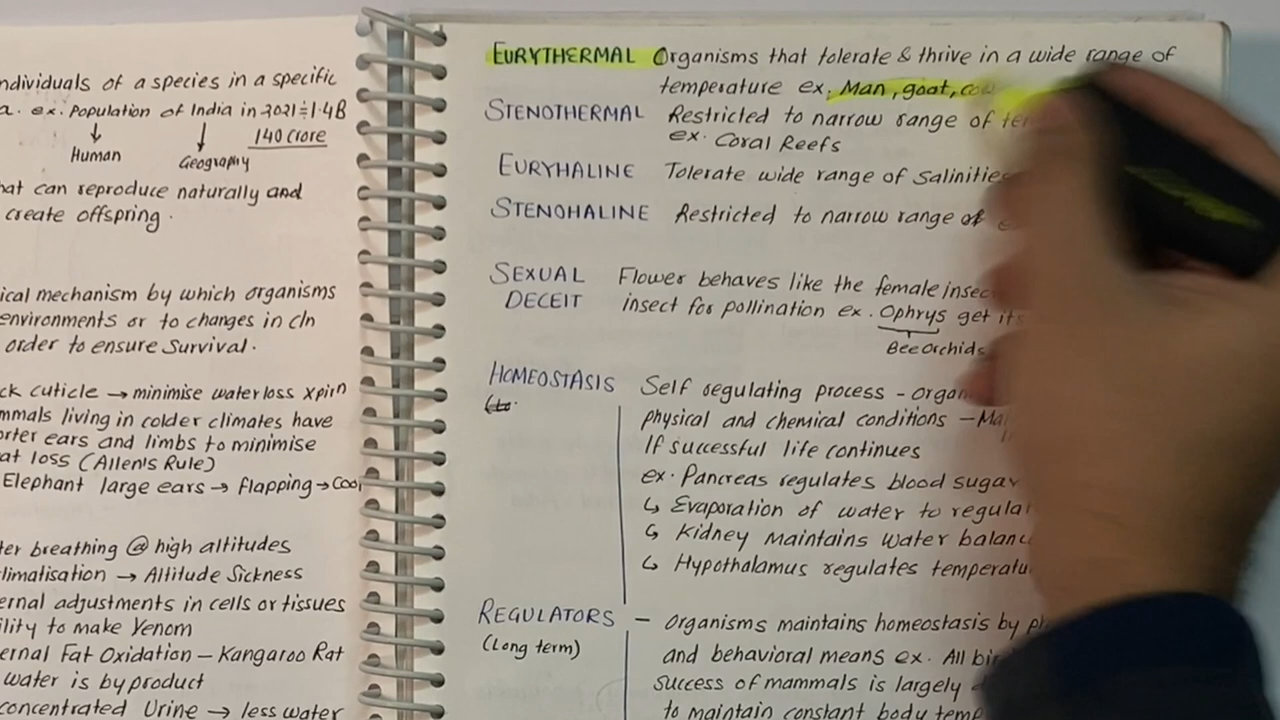 ndividuals of a species in a specific
a. ex. Population of India in 2021 ≑ 1.4B
140 crore
Human
Geography
hat can reproduce naturally and
create offspring.
ical mechanism by which organisms
environments or to changes in cln
order to ensure Survival.
ck cuticle → minimise waterloss
mmals living in colder climates have
orter ears and limbs to minimise
at loss (Allen's Rule)
Elephant large ears → flapping → Cool
ter breathing @ high altitudes
limatisation → Altitude Sickness
ernal adjustments in cells or tissues
ility to make Venom
ernal Fat Oxidation – Kangaroo Rat
water is by product
concentrated Urine → less water
EURYTHERMAL Organisms that tolerate & thrive in a wide range of
temperature ex. Man, goat, cow
STENOTHERMAL Restricted to narrow range of te
ex. Coral Reefs
EURYHALINE Tolerate wide range of Salinities
STENOHALINE Restricted to narrow range of
SEXUAL DECEIT Flower behaves like the female insec
insect for pollination ex. Ophrys get its
Bee Orchids
HOMEOSTASIS Self regulating process – organ
physical and chemical conditions – Ma
If successful life continues
ex. Pancreas regulates blood sugar
↳ Evaporation of water to regula
↳ Kidney maintains water balanc
↳ Hypothalamus regulates temperatu
REGULATORS – Organisms maintains homeostasis by ph
(Long term) and behavioral means ex. All bi
success of mammals is largely d
to maintain constant body temp